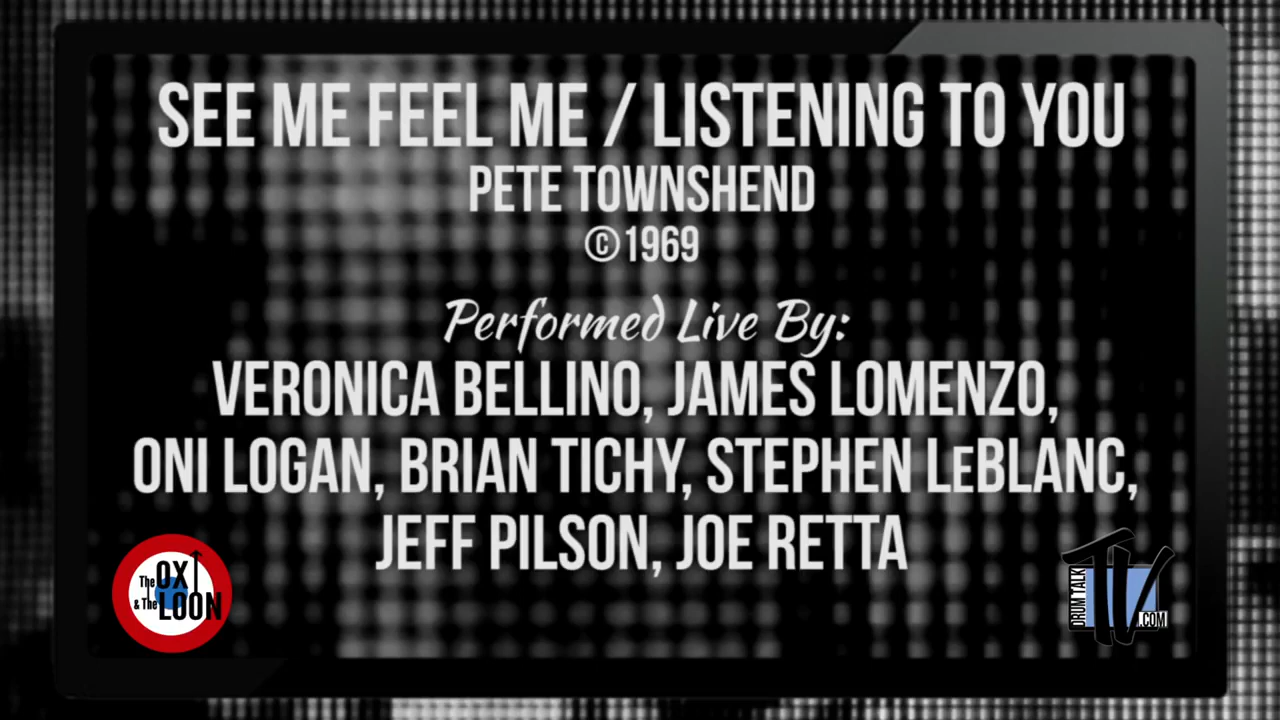 SEE ME FEEL ME / LISTENING TO YOU
PETE TOWNSHEND
©1969
Performed Live By:
VERONICA BELLINO, JAMES LOMENZO,
ONI LOGAN, BRIAN TICHY, STEPHEN LEBLANC,
JEFF PILSON, JOE RETTA
The OX
& The LOON
DRUM TALK
TV
.COM